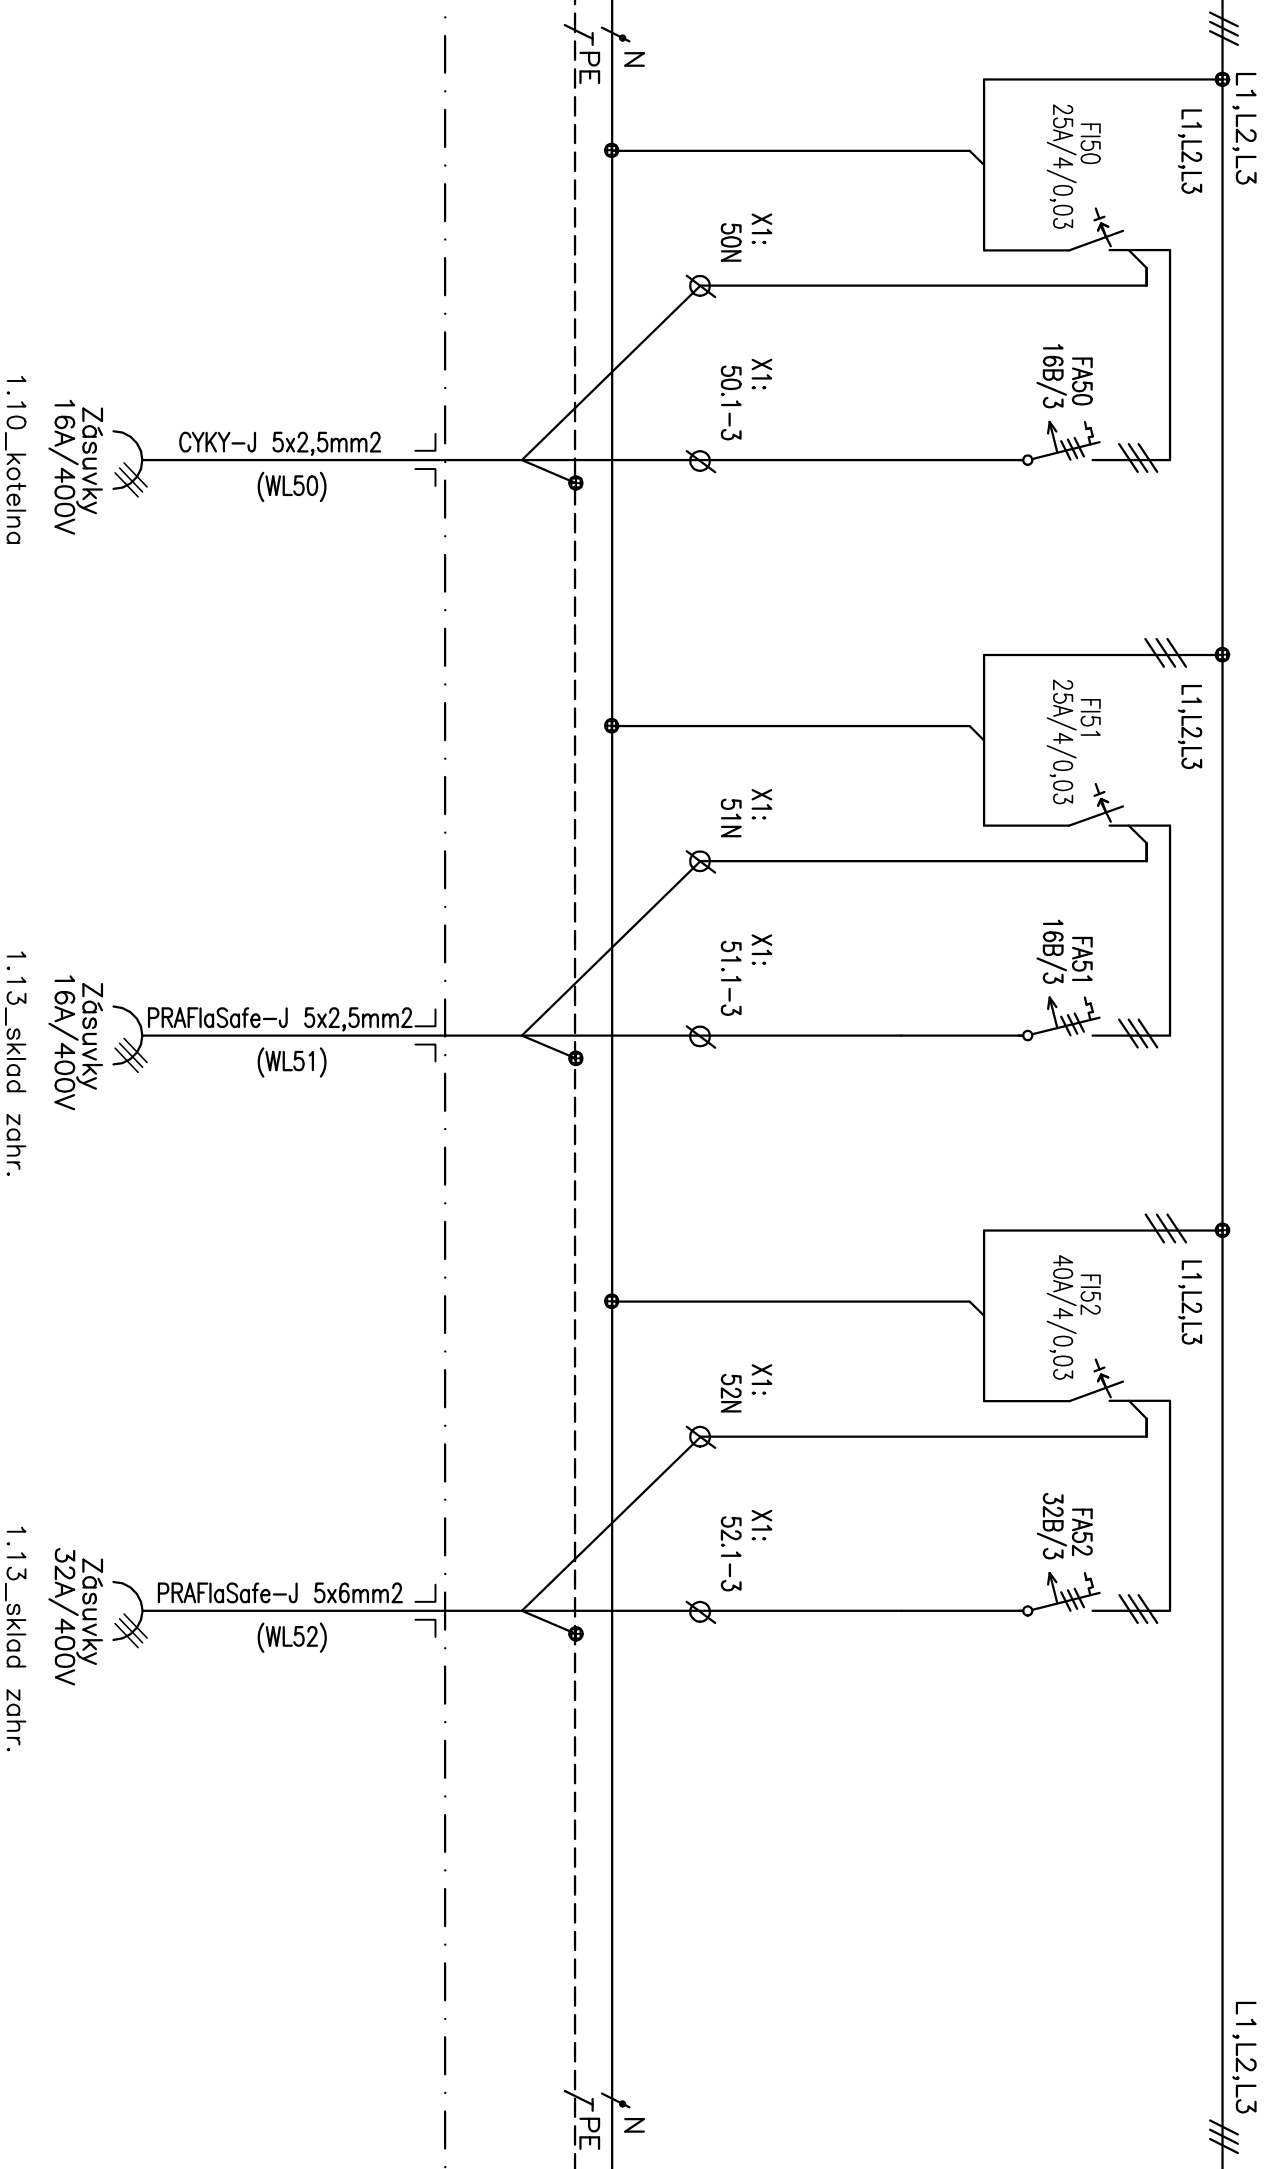 L1,L2,L3
L1,L2,L3
FI50
25A/4/0,03
FA50
16B/3
X1:
50N
X1:
50.1-3
N
PE
CYKY-J 5x2,5mm2
(WL50)
Zásuvky
16A/400V
1.10_kotelna
L1,L2,L3
FI51
25A/4/0,03
FA51
16B/3
X1:
51N
X1:
51.1-3
PRAFlaSafe-J 5x2,5mm2
(WL51)
Zásuvky
16A/400V
1.13_sklad zahr.
L1,L2,L3
FI52
40A/4/0,03
FA52
32B/3
X1:
52N
X1:
52.1-3
PRAFlaSafe-J 5x6mm2
(WL52)
Zásuvky
32A/400V
1.13_sklad zahr.
L1,L2,L3
N
PE